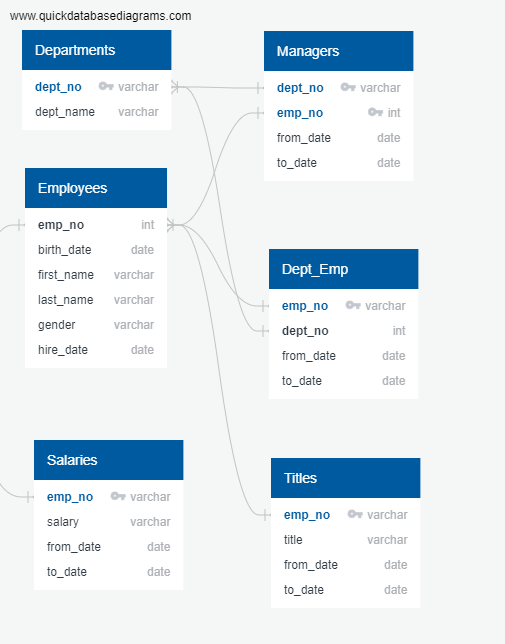 www.quickdatabasediagrams.com
Departments
dept_no varchar
dept_name varchar
Managers
dept_no varchar
emp_no int
from_date date
to_date date
Employees
emp_no int
birth_date date
first_name varchar
last_name varchar
gender varchar
hire_date date
Dept_Emp
emp_no varchar
dept_no int
from_date date
to_date date
Salaries
emp_no varchar
salary varchar
from_date date
to_date date
Titles
emp_no varchar
title varchar
from_date date
to_date date